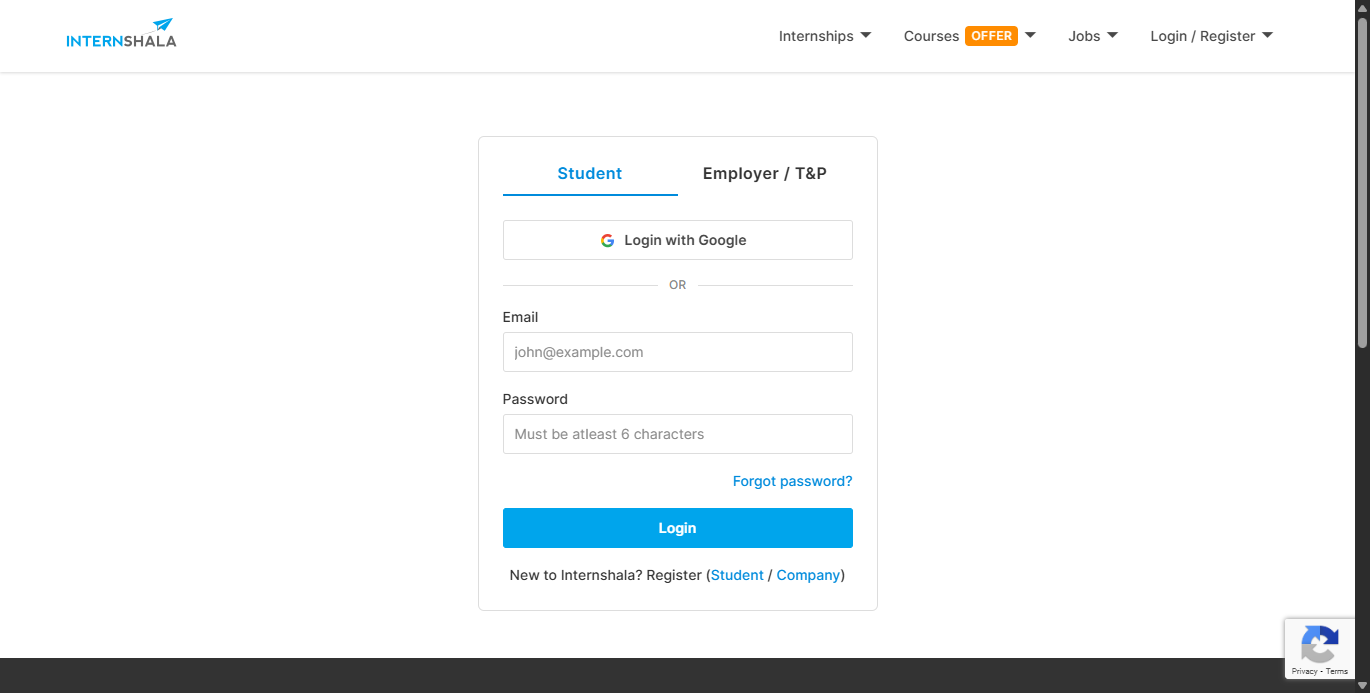 INTERNSHALA
Internships Courses OFFER Jobs Login / Register
Student Employer / T&P
Login with Google
OR
Email
john@example.com
Password
Must be atleast 6 characters
Forgot password?
Login
New to Internshala? Register (Student / Company)
Privacy - Terms